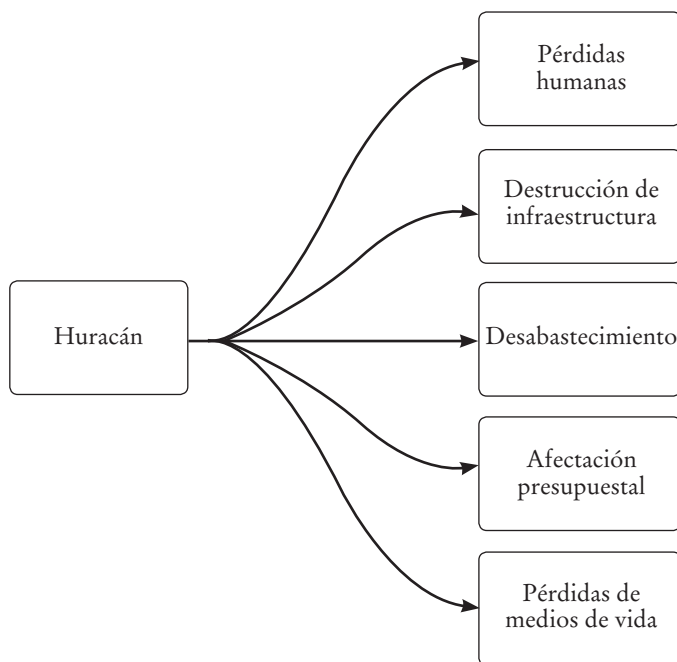 Pérdidas
humanas
Destrucción de
infraestructura
Huracán
Desabastecimiento
Afectación
presupuestal
Pérdidas de
medios de vida